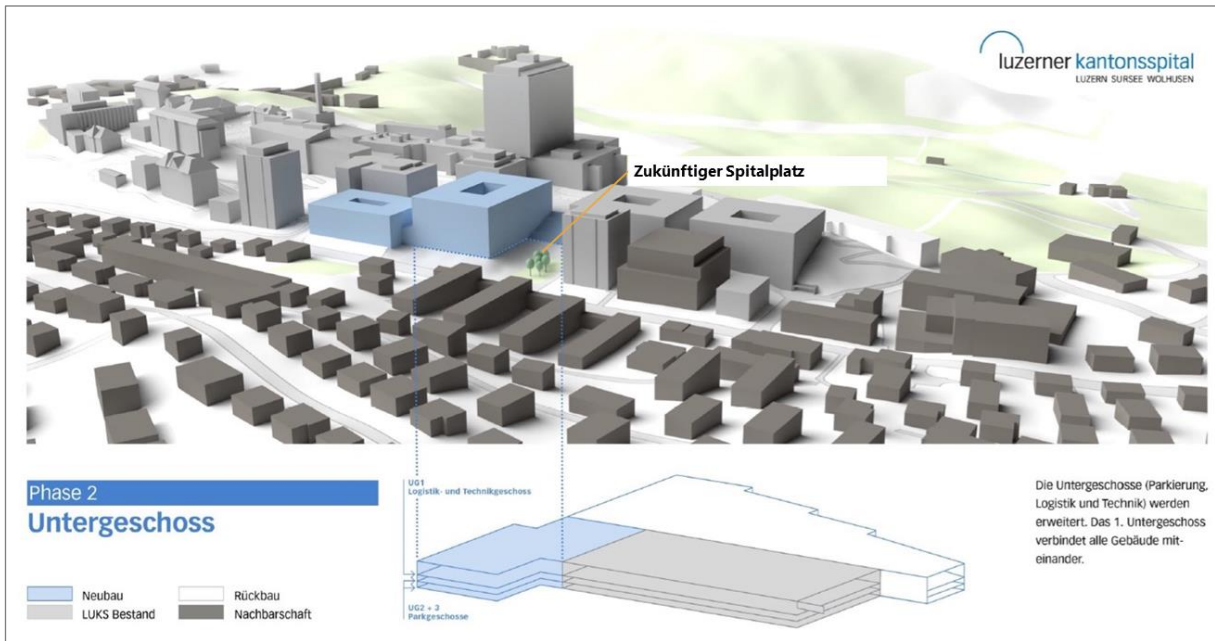 luzerner kantonsspital
LUZERN SURSEE WOLHUSEN
Zukünftiger Spitalplatz
Phase 2
Untergeschoss
Neubau
Rückbau
LUKS Bestand
Nachbarschaft
UG1
Logistik- und Technikgeschoss
UG2 + 3
Parkgeschosse
Die Untergeschosse (Parkierung,
Logistik und Technik) werden
erweitert. Das 1. Untergeschoss
verbindet alle Gebäude mit-
einander.